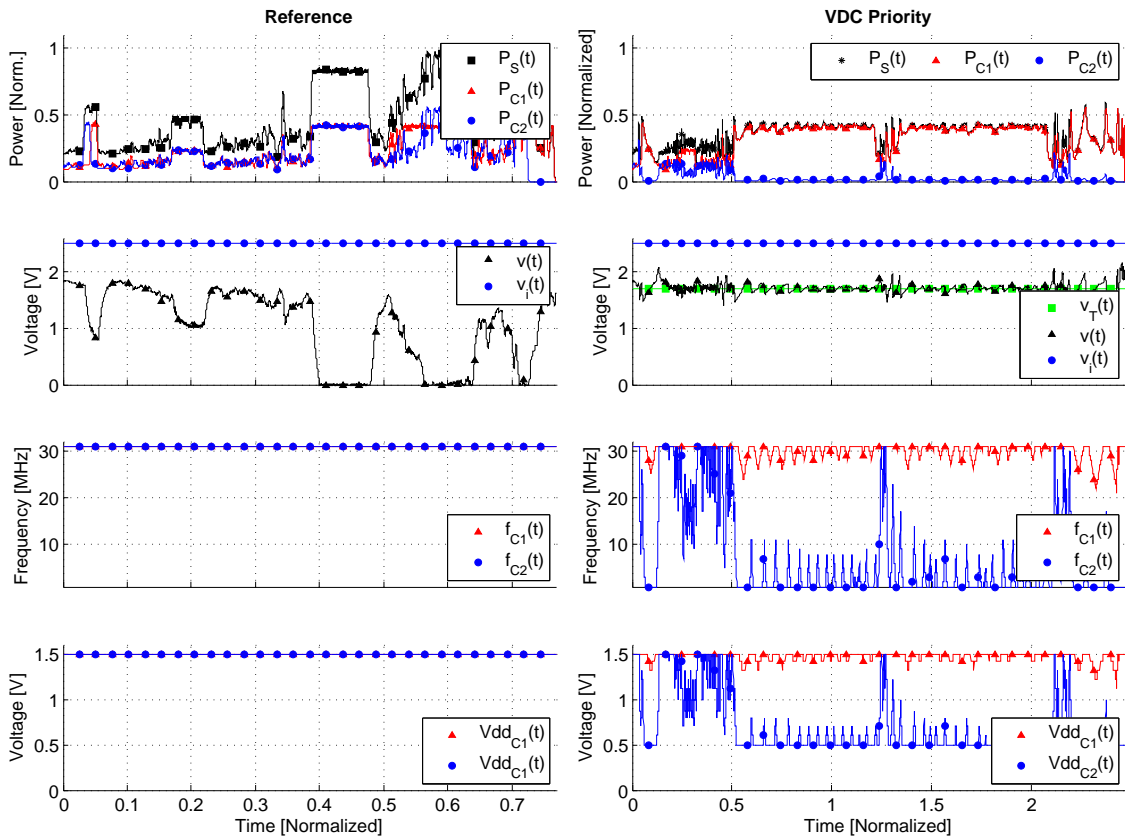 Reference
VDC Priority
Power [Norm.]
1
0.5
0
P_S(t)
P_C1(t)
P_C2(t)
Power [Normalized]
1
0.5
0
P_S(t)
P_C1(t)
P_C2(t)
Voltage [V]
2
1
0
v(t)
v_i(t)
Voltage [V]
2
1
0
v_T(t)
v(t)
v_i(t)
Frequency [MHz]
30
20
10
f_C1(t)
f_C2(t)
Frequency [MHz]
30
20
10
f_C1(t)
f_C2(t)
Voltage [V]
1.5
1
0.5
0
Vdd_C1(t)
Vdd_C1(t)
0 0.1 0.2 0.3 0.4 0.5 0.6 0.7
Time [Normalized]
Voltage [V]
1.5
1
0.5
0
Vdd_C1(t)
Vdd_C2(t)
0 0.5 1 1.5 2
Time [Normalized]